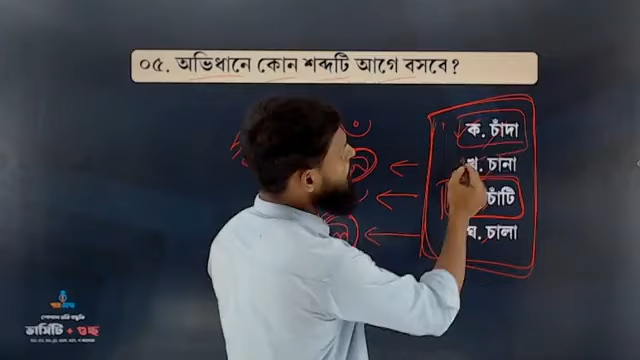 ০৫. অভিধানে কোন শব্দটি আগে বসবে?
ক. চাঁদা
খ. চানা
চাঁটি
ঘ. চালা
ভার্সিটি + গুচ্ছ